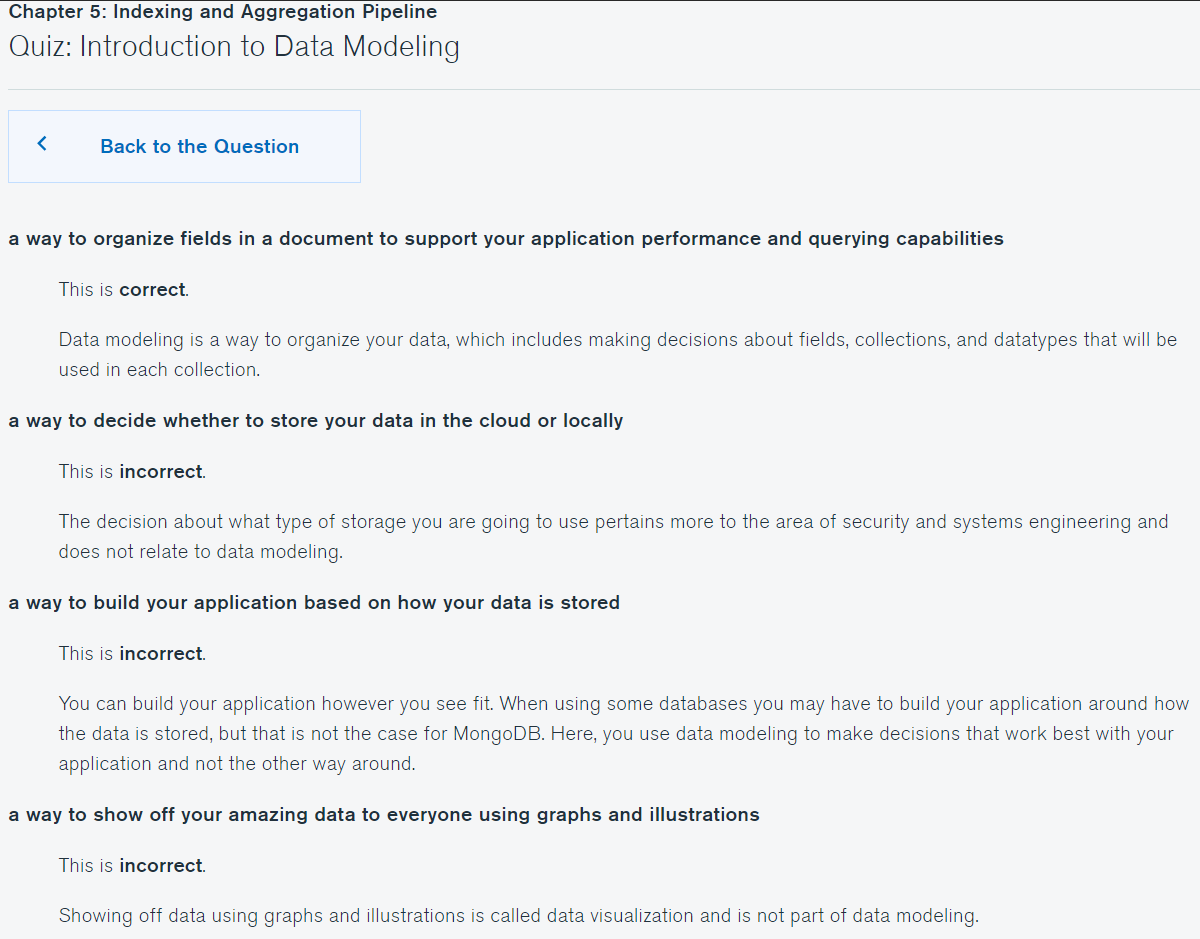 Chapter 5: Indexing and Aggregation Pipeline
Quiz: Introduction to Data Modeling
Back to the Question
a way to organize fields in a document to support your application performance and querying capabilities
This is correct.
Data modeling is a way to organize your data, which includes making decisions about fields, collections, and datatypes that will be
used in each collection.
a way to decide whether to store your data in the cloud or locally
This is incorrect.
The decision about what type of storage you are going to use pertains more to the area of security and systems engineering and
does not relate to data modeling.
a way to build your application based on how your data is stored
This is incorrect.
You can build your application however you see fit. When using some databases you may have to build your application around how
the data is stored, but that is not the case for MongoDB. Here, you use data modeling to make decisions that work best with your
application and not the other way around.
a way to show off your amazing data to everyone using graphs and illustrations
This is incorrect.
Showing off data using graphs and illustrations is called data visualization and is not part of data modeling.